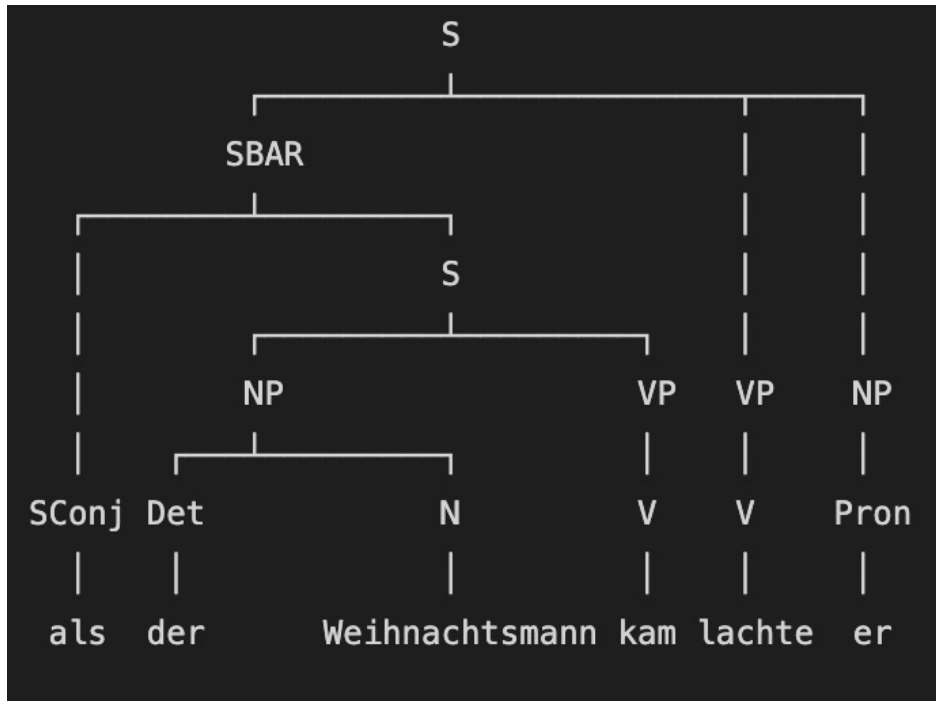 S
SBAR
S
NP VP VP NP
SConj Det N V V Pron
als der Weihnachtsmann kam lachte er